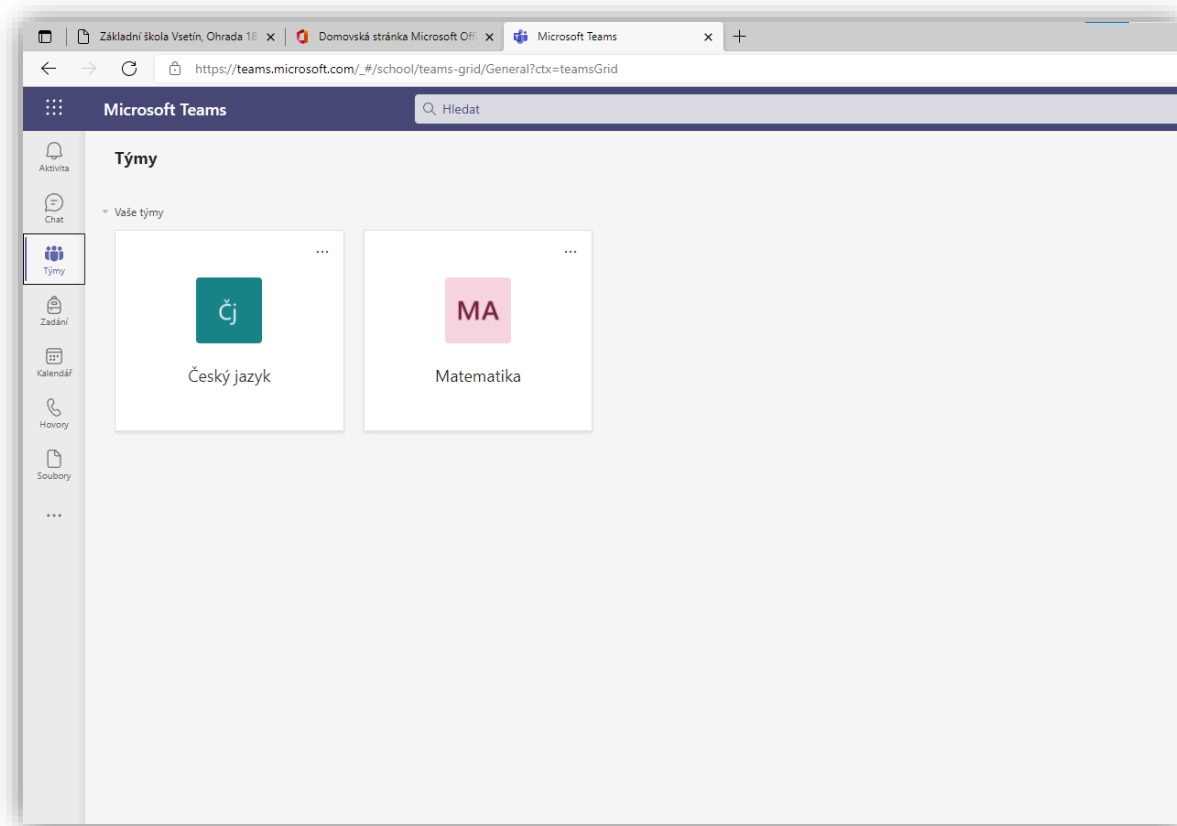 Základní škola Vsetín, Ohrada 18
Domovská stránka Microsoft Offi
Microsoft Teams
https://teams.microsoft.com/_#/school/teams-grid/General?ctx=teamsGrid
Microsoft Teams
Hledat
Aktivita
Chat
Týmy
Zadání
Kalendář
Hovory
Soubory
Týmy
Vaše týmy
Čj
Český jazyk
MA
Matematika